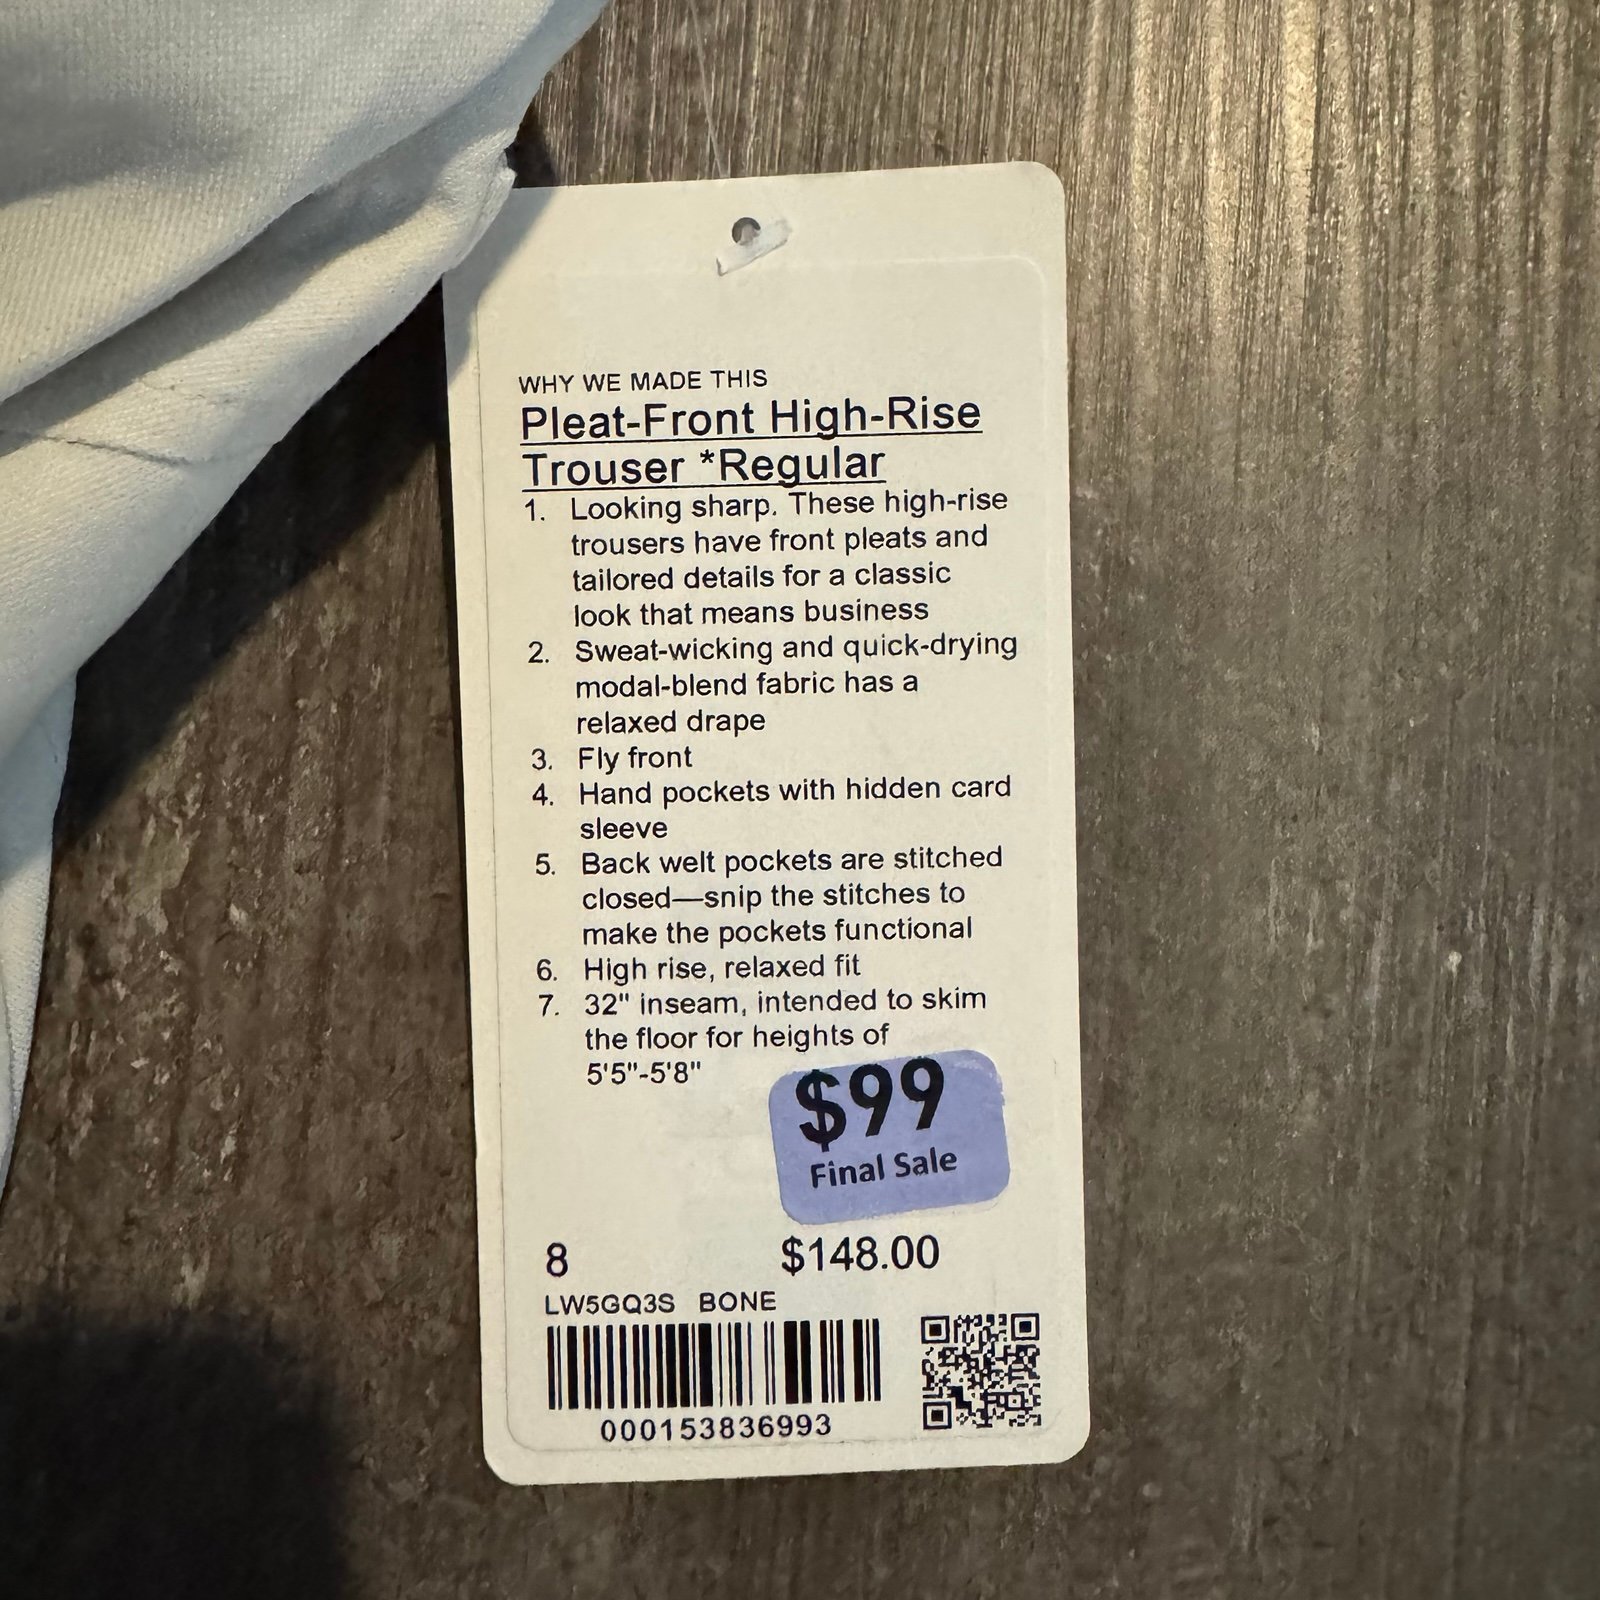 WHY WE MADE THIS
Pleat-Front High-Rise
Trouser *Regular
1. Looking sharp. These high-rise
trousers have front pleats and
tailored details for a classic
look that means business
2. Sweat-wicking and quick-drying
modal-blend fabric has a
relaxed drape
3. Fly front
4. Hand pockets with hidden card
sleeve
5. Back welt pockets are stitched
closed—snip the stitches to
make the pockets functional
6. High rise, relaxed fit
7. 32" inseam, intended to skim
the floor for heights of
5'5"-5'8"
$99
Final Sale
8 $148.00
LW5GQ3S BONE
000153836993